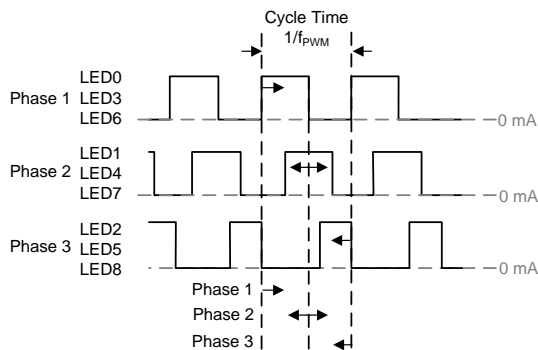 Cycle Time
1/fPWM
LED0
Phase 1 LED3
LED6
0 mA
LED1
Phase 2 LED4
LED7
0 mA
LED2
Phase 3 LED5
LED8
0 mA
Phase 1
Phase 2
Phase 3